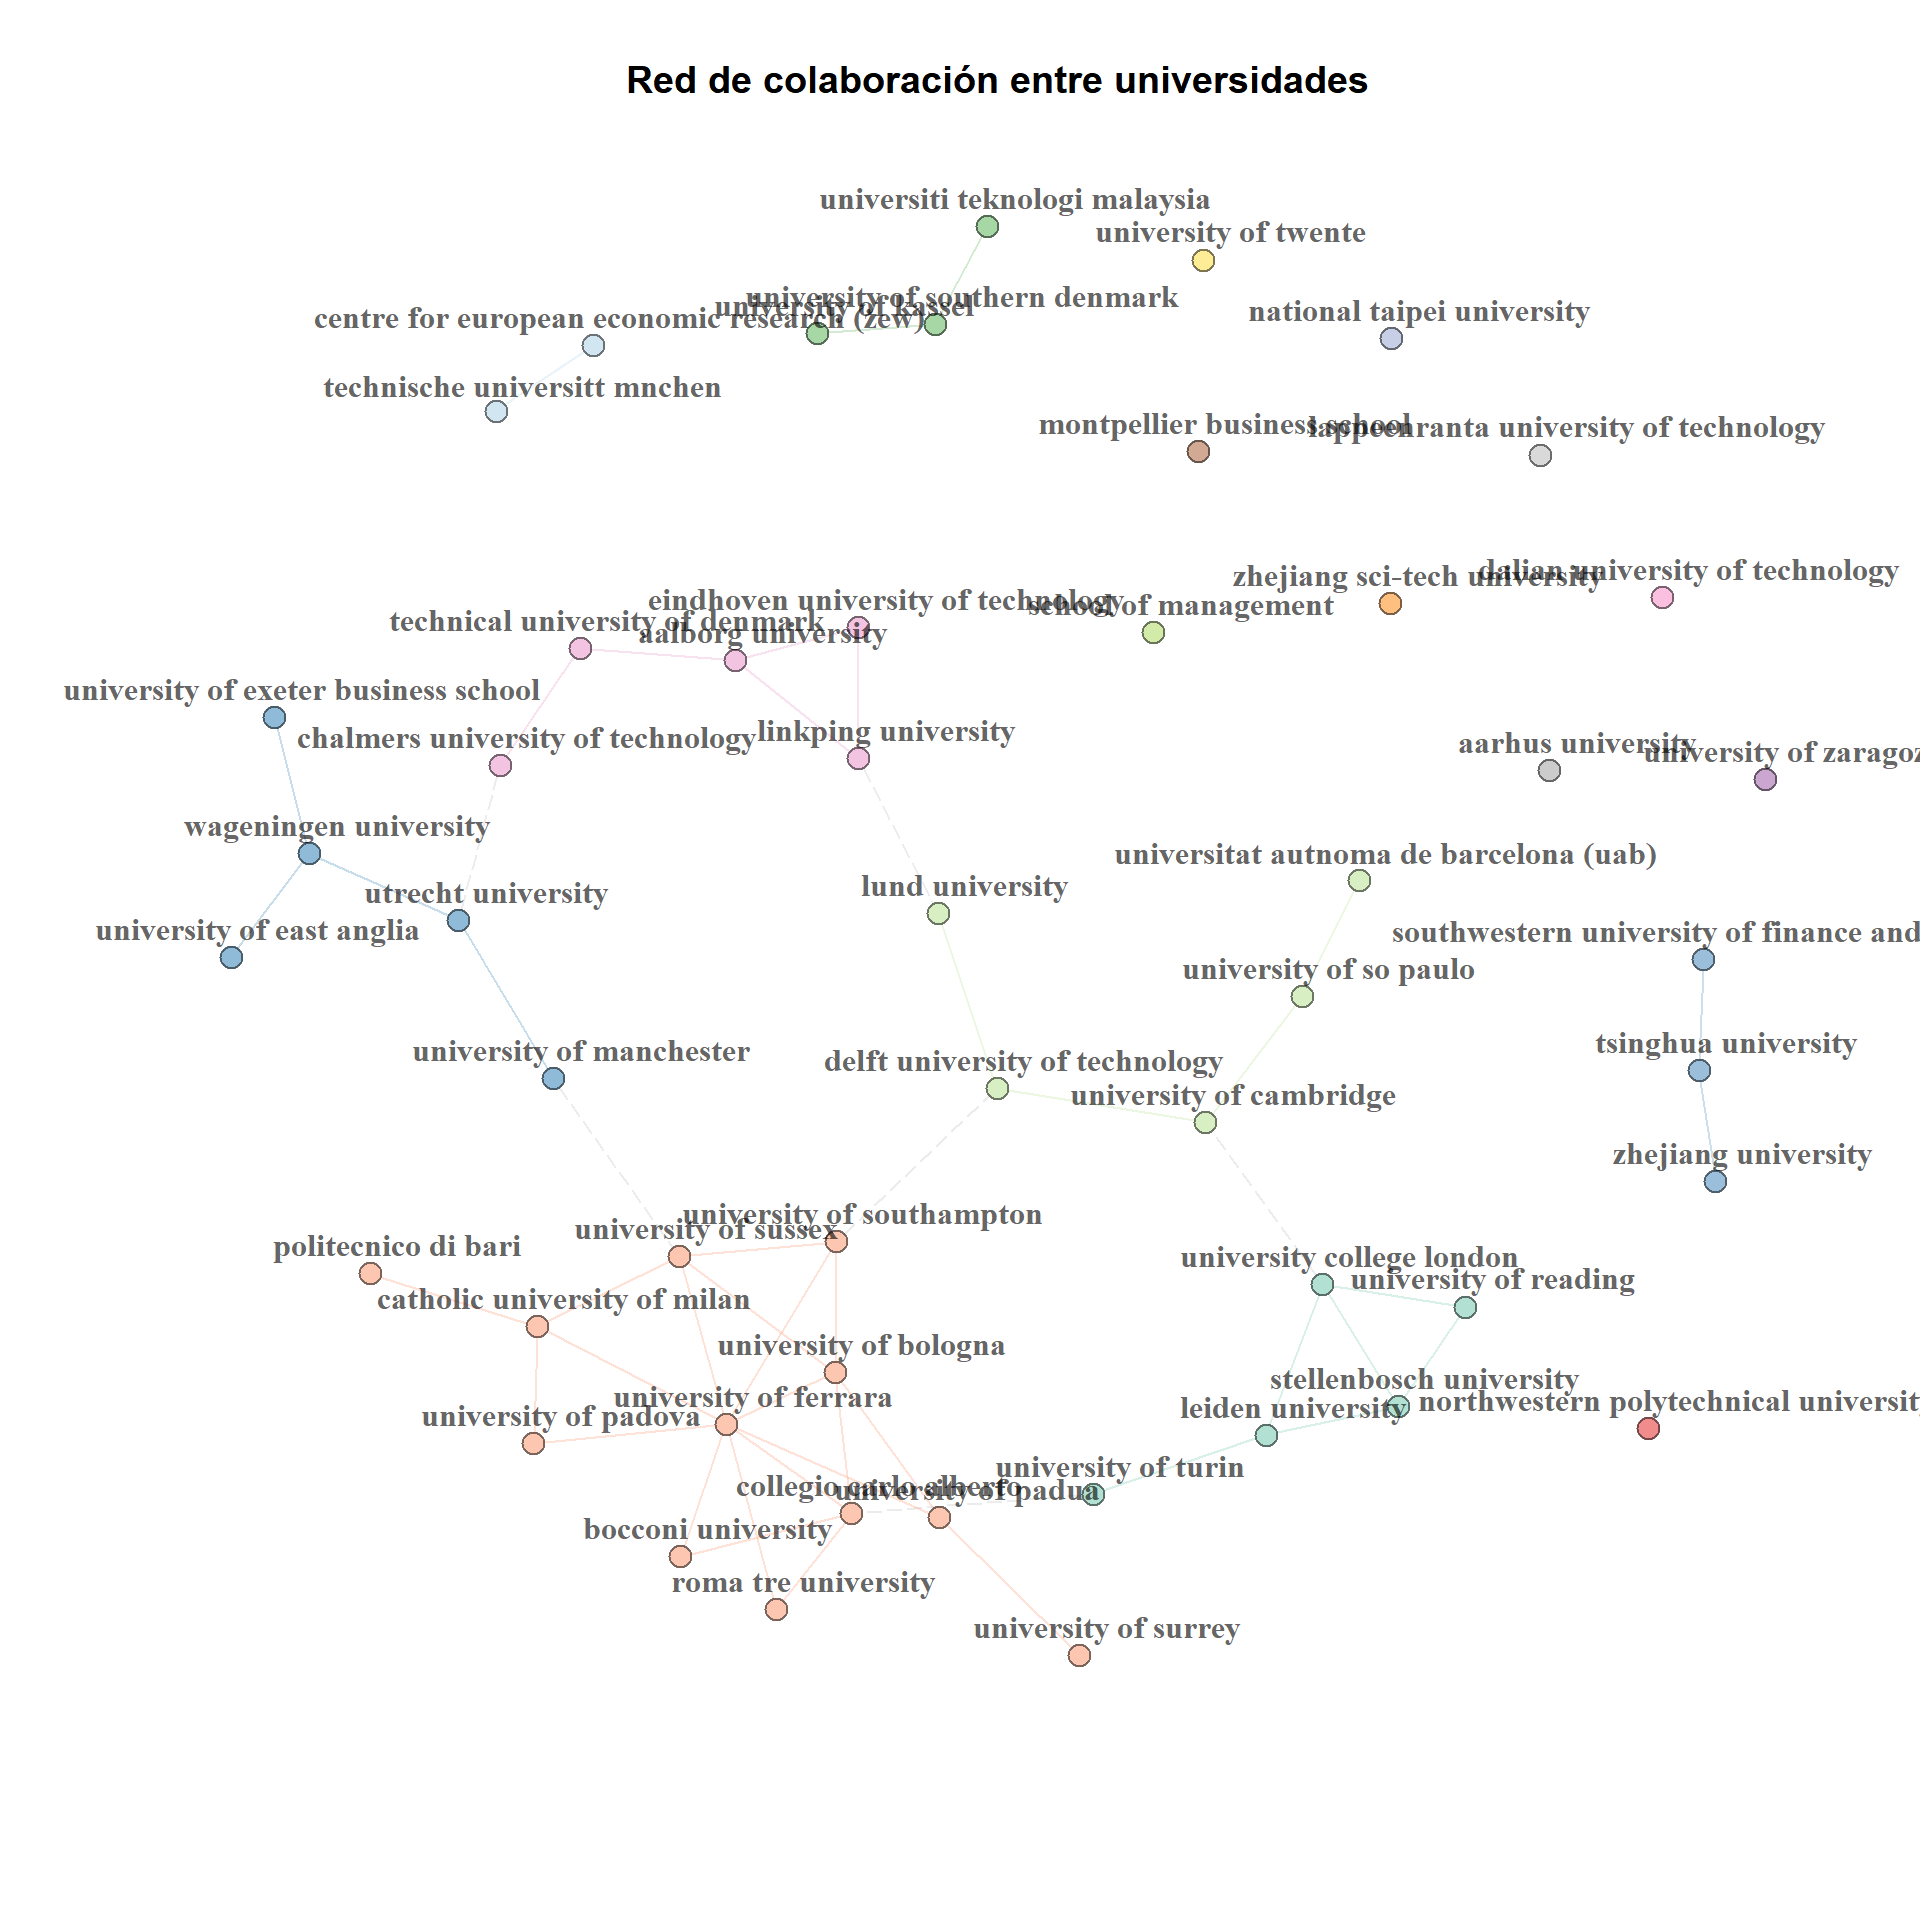 Red de colaboración entre universidades
universiti teknologi malaysia
university of twente
university of southern denmark
university of kassel
national taipei university
centre for european economic research (zew)
technische universitt mnchen
montpellier business school
lappeenranta university of technology
dalian university of technology
zhejiang sci-tech university
eindhoven university of technology
school of management
technical university of denmark
aalborg university
university of exeter business school
linkping university
chalmers university of technology
aarhus university
university of zaragoz
wageningen university
universitat autnoma de barcelona (uab)
lund university
utrecht university
university of east anglia
southwestern university of finance and
university of so paulo
tsinghua university
university of manchester
delft university of technology
university of cambridge
zhejiang university
university of southampton
university of sussex
politecnico di bari
university college london
university of reading
catholic university of milan
university of bologna
stellenbosch university
university of ferrara
northwestern polytechnical university
leiden university
university of padova
university of turin
collegio carlo alberto
university of padua
bocconi university
roma tre university
university of surrey